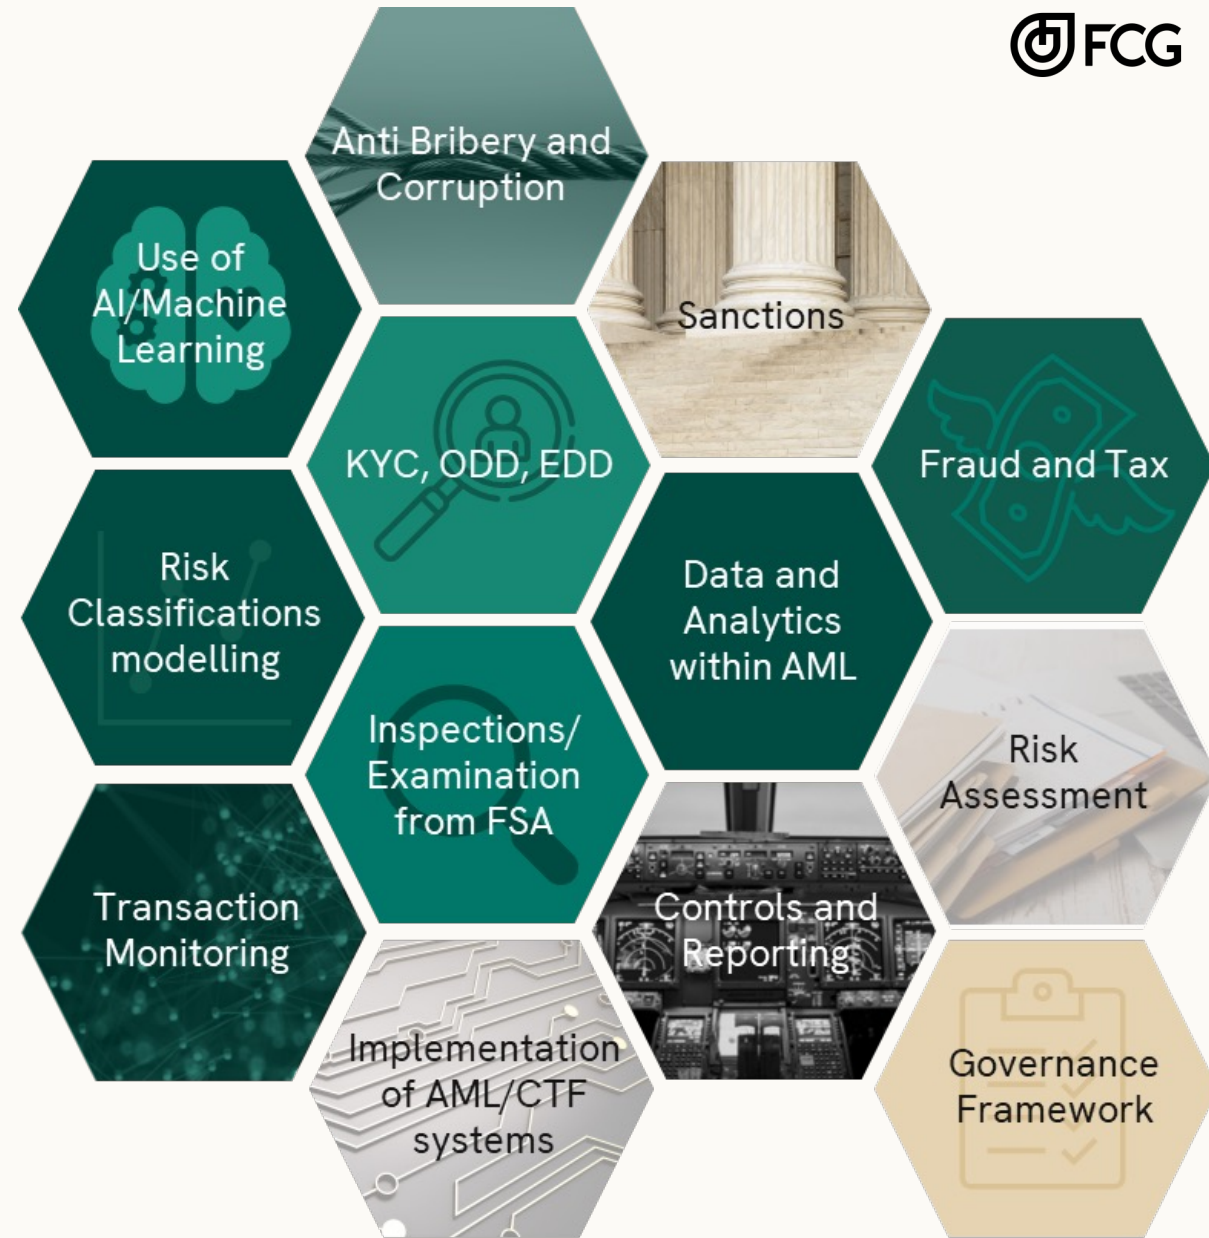 FCG
Anti Bribery and
Corruption
Use of
AI/Machine
Learning
Sanctions
KYC, ODD, EDD
Fraud and Tax
Risk
Classifications
modelling
Data and
Analytics
within AML
Inspections/
Examination
from FSA
Risk
Assessment
Transaction
Monitoring
Controls and
Reporting
Implementation
of AML/CTF
systems
Governance
Framework